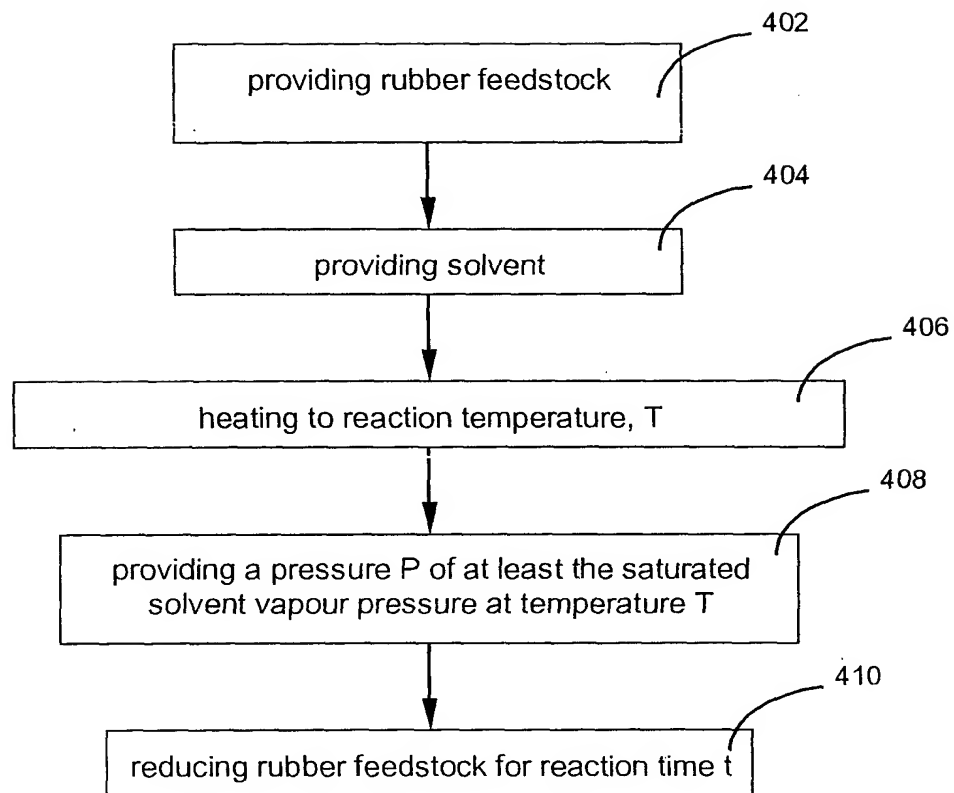 402
providing rubber feedstock
404
providing solvent
406
heating to reaction temperature, T
408
providing a pressure P of at least the saturated
solvent vapour pressure at temperature T
410
reducing rubber feedstock for reaction time t